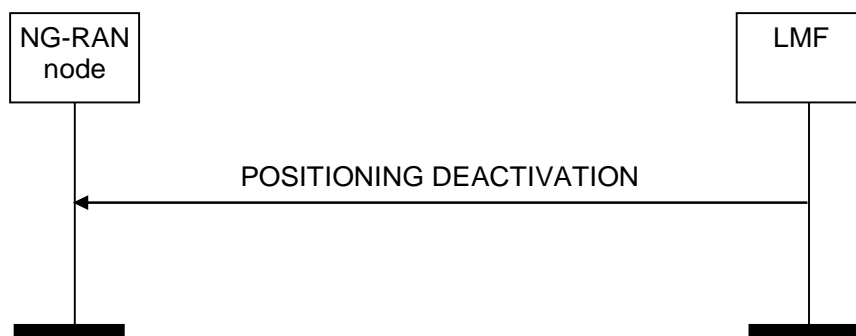 NG-RAN
node
LMF
POSITIONING DEACTIVATION